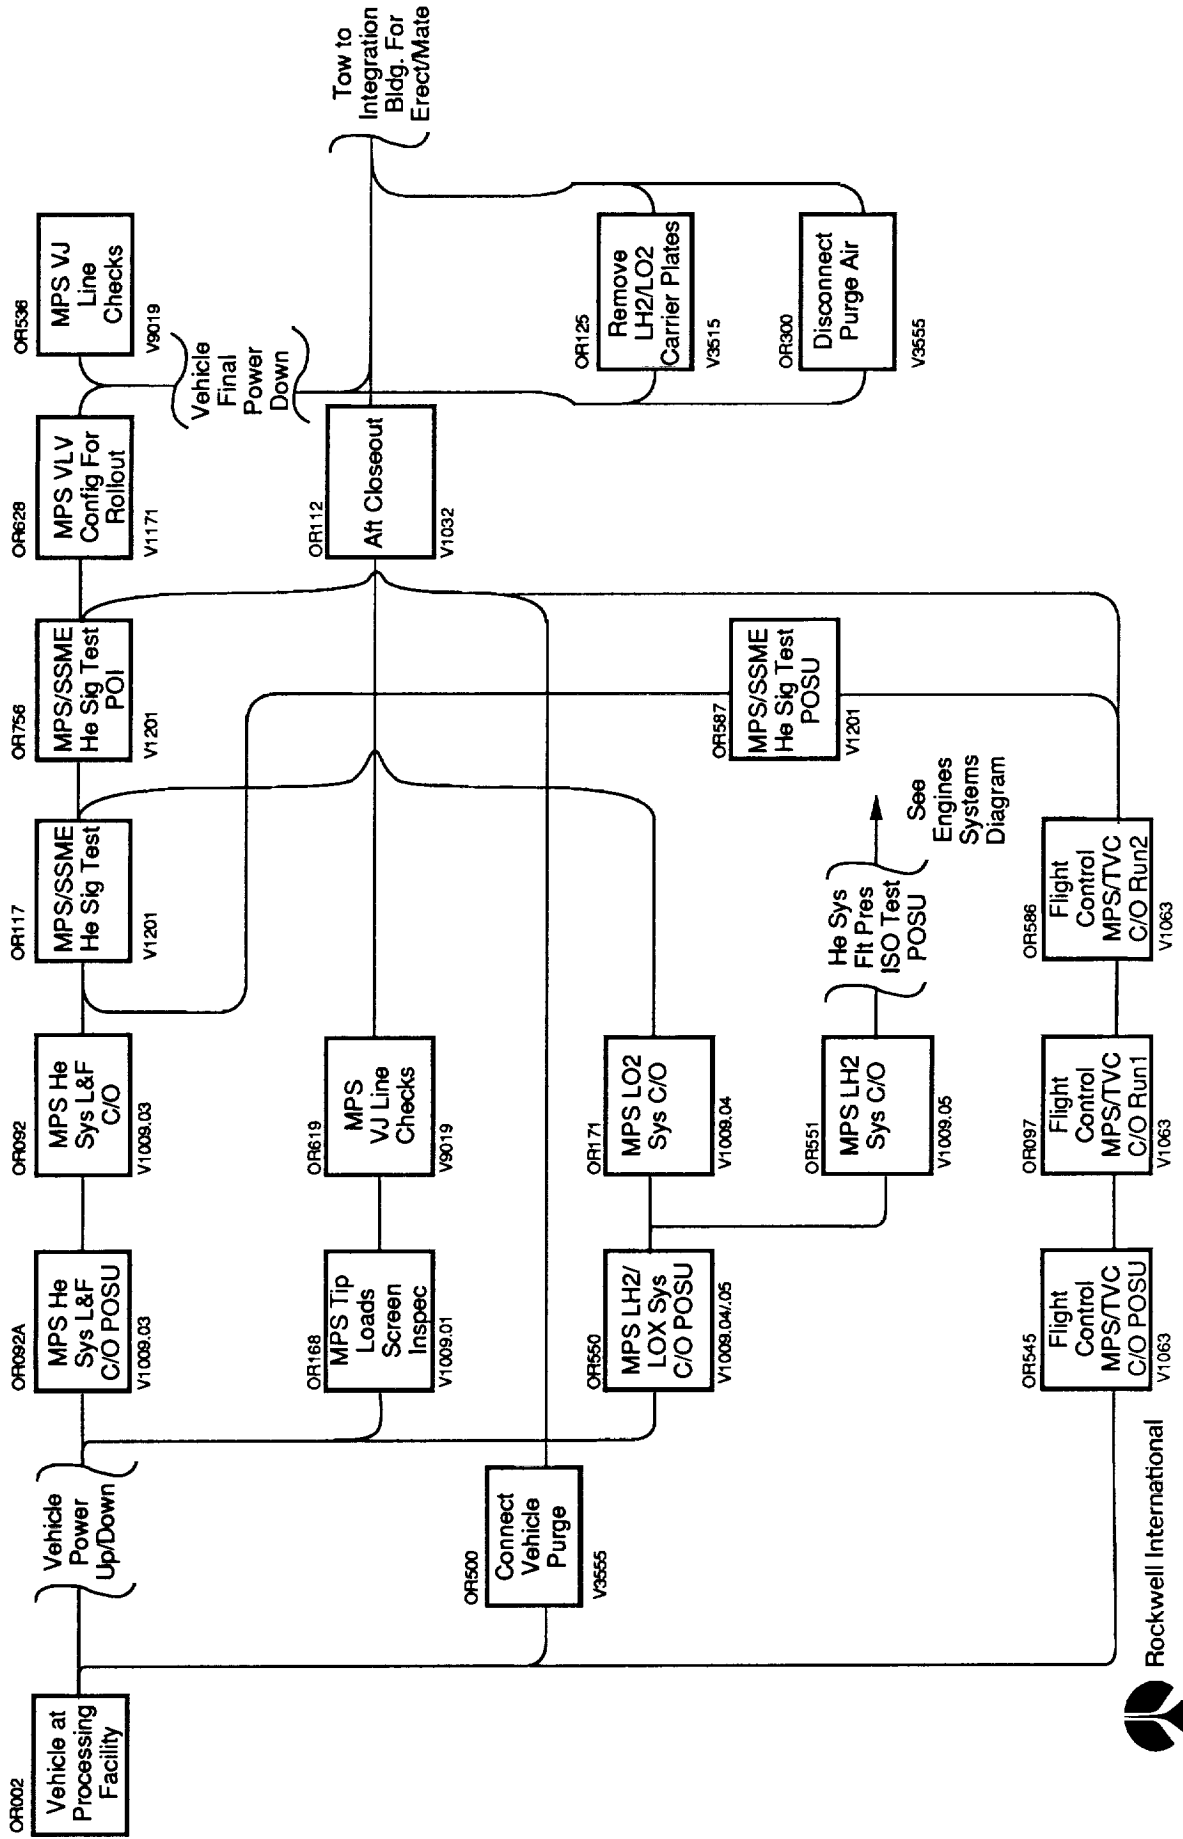 OR002
Vehicle at
Processing
Facility
Vehicle
Power
Up/Down
OR092A
MPS He
Sys L&F
C/O POSU
V1009.03
OR092
MPS He
Sys L&F
C/O
V1009.03
OR117
MPS/SSME
He Sig Test
V1201
OR756
MPS/SSME
He Sig Test
POI
V1201
OR628
MPS VLV
Config For
Rollout
V1171
OR536
MPS VJ
Line
Checks
V9019
Vehicle
Final
Power
Down
OR168
MPS Tip
Loads
Screen
Inspec
V1009.01
OR619
MPS
VJ Line
Checks
V9019
OR112
Aft Closeout
V1032
Tow to
Integration
Bldg. For
Erect/Mate
OR500
Connect
Vehicle
Purge
V3555
OR550
MPS LH2/
LOX Sys
C/O POSU
V1009.04/.05
OR171
MPS LO2
Sys C/O
V1009.04
OR125
Remove
LH2/LO2
Carrier Plates
V3515
OR587
MPS/SSME
He Sig Test
POSU
V1201
OR551
MPS LH2
Sys C/O
V1009.05
He Sys
Flt Pres
ISO Test
POSU
See
Engines
Systems
Diagram
OR300
Disconnect
Purge Air
V3555
OR545
Flight
Control
MPS/TVC
C/O POSU
V1063
OR097
Flight
Control
MPS/TVC
C/O Run1
V1063
OR586
Flight
Control
MPS/TVC
C/O Run2
V1063
Rockwell International